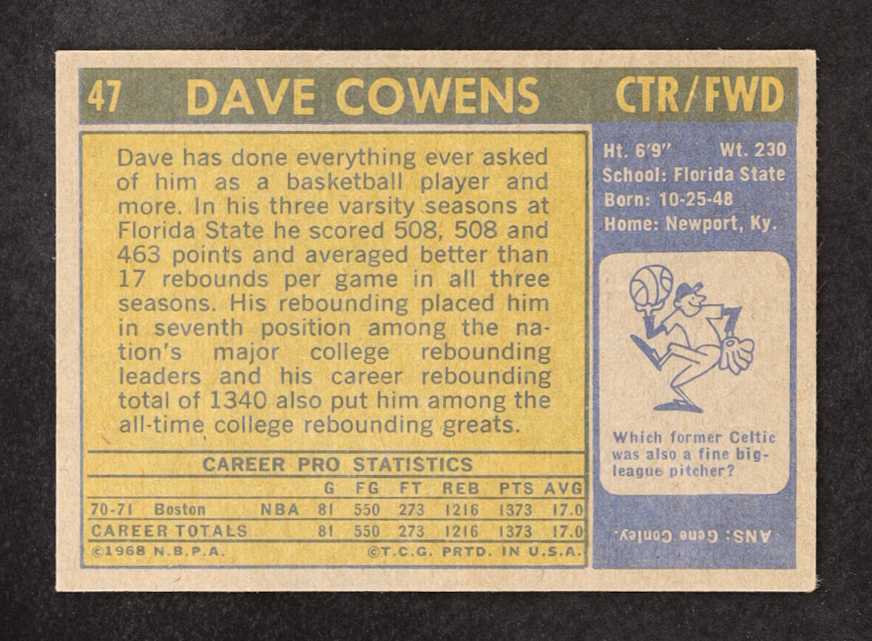 47 DAVE COWENS CTR/FWD
Dave has done everything ever asked
of him as a basketball player and
more. In his three varsity seasons at
Florida State he scored 508, 508 and
463 points and averaged better than
17 rebounds per game in all three
seasons. His rebounding placed him
in seventh position among the na-
tion's major college rebounding
leaders and his career rebounding
total of 1340 also put him among the
all-time college rebounding greats.
CAREER PRO STATISTICS
G FG FT REB PTS AVG
70-71 Boston NBA 81 550 273 1216 1373 17.0
CAREER TOTALS 81 550 273 1216 1373 17.0
©1968 N.B.P.A. ©T.C.G. PRTD. IN U.S.A.
Ht. 6'9" Wt. 230
School: Florida State
Born: 10-25-48
Home: Newport, Ky.
Which former Celtic
was also a fine big-
league pitcher?
ANS: Gene Conley.